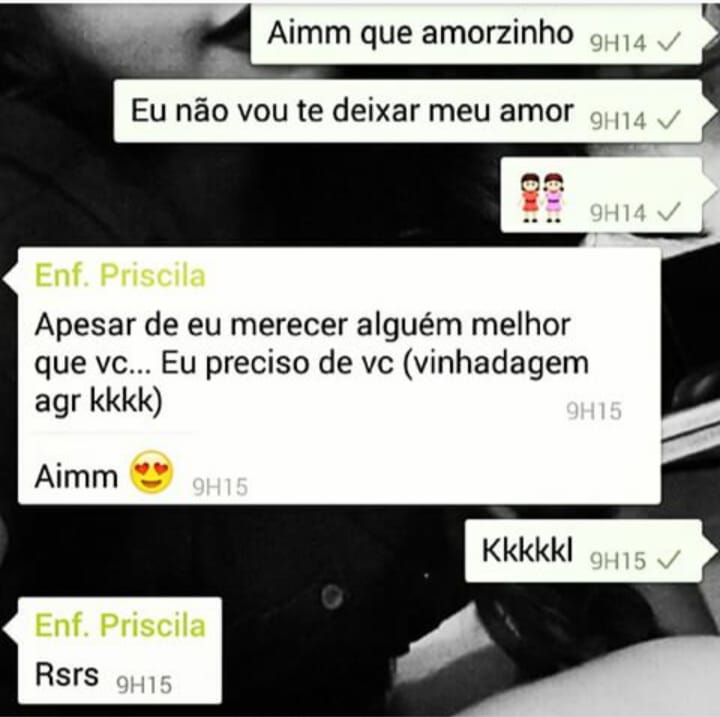 Aimm que amorzinho 9H14
Eu não vou te deixar meu amor 9H14
9H14
Enf. Priscila
Apesar de eu merecer alguém melhor
que vc... Eu preciso de vc (vinhadagem
agr kkkk) 9H15
Aimm 😍 9H15
Kkkkkl 9H15
Enf. Priscila
Rsrs 9H15